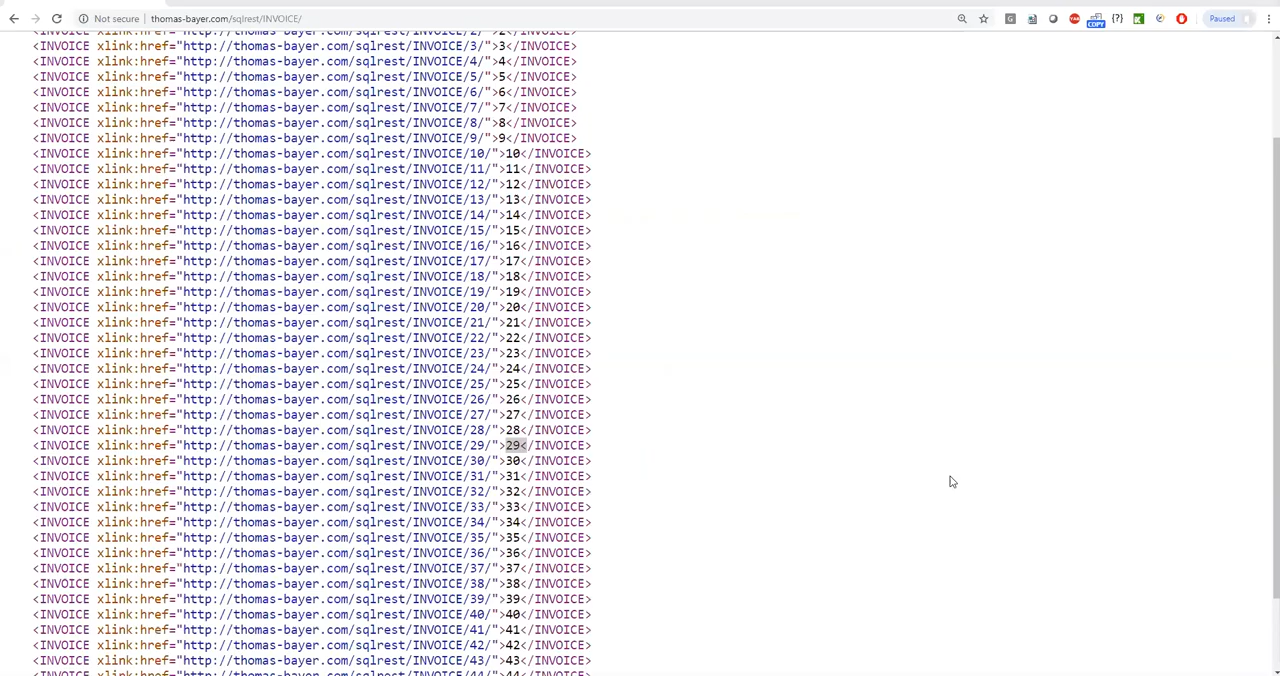 Not secure | thomas-bayer.com/sqlrest/INVOICE/
Paused
COPY
{?}
<INVOICE xlink:href="http://thomas-bayer.com/sqlrest/INVOICE/2/">2</INVOICE>
<INVOICE xlink:href="http://thomas-bayer.com/sqlrest/INVOICE/3/">3</INVOICE>
<INVOICE xlink:href="http://thomas-bayer.com/sqlrest/INVOICE/4/">4</INVOICE>
<INVOICE xlink:href="http://thomas-bayer.com/sqlrest/INVOICE/5/">5</INVOICE>
<INVOICE xlink:href="http://thomas-bayer.com/sqlrest/INVOICE/6/">6</INVOICE>
<INVOICE xlink:href="http://thomas-bayer.com/sqlrest/INVOICE/7/">7</INVOICE>
<INVOICE xlink:href="http://thomas-bayer.com/sqlrest/INVOICE/8/">8</INVOICE>
<INVOICE xlink:href="http://thomas-bayer.com/sqlrest/INVOICE/9/">9</INVOICE>
<INVOICE xlink:href="http://thomas-bayer.com/sqlrest/INVOICE/10/">10</INVOICE>
<INVOICE xlink:href="http://thomas-bayer.com/sqlrest/INVOICE/11/">11</INVOICE>
<INVOICE xlink:href="http://thomas-bayer.com/sqlrest/INVOICE/12/">12</INVOICE>
<INVOICE xlink:href="http://thomas-bayer.com/sqlrest/INVOICE/13/">13</INVOICE>
<INVOICE xlink:href="http://thomas-bayer.com/sqlrest/INVOICE/14/">14</INVOICE>
<INVOICE xlink:href="http://thomas-bayer.com/sqlrest/INVOICE/15/">15</INVOICE>
<INVOICE xlink:href="http://thomas-bayer.com/sqlrest/INVOICE/16/">16</INVOICE>
<INVOICE xlink:href="http://thomas-bayer.com/sqlrest/INVOICE/17/">17</INVOICE>
<INVOICE xlink:href="http://thomas-bayer.com/sqlrest/INVOICE/18/">18</INVOICE>
<INVOICE xlink:href="http://thomas-bayer.com/sqlrest/INVOICE/19/">19</INVOICE>
<INVOICE xlink:href="http://thomas-bayer.com/sqlrest/INVOICE/20/">20</INVOICE>
<INVOICE xlink:href="http://thomas-bayer.com/sqlrest/INVOICE/21/">21</INVOICE>
<INVOICE xlink:href="http://thomas-bayer.com/sqlrest/INVOICE/22/">22</INVOICE>
<INVOICE xlink:href="http://thomas-bayer.com/sqlrest/INVOICE/23/">23</INVOICE>
<INVOICE xlink:href="http://thomas-bayer.com/sqlrest/INVOICE/24/">24</INVOICE>
<INVOICE xlink:href="http://thomas-bayer.com/sqlrest/INVOICE/25/">25</INVOICE>
<INVOICE xlink:href="http://thomas-bayer.com/sqlrest/INVOICE/26/">26</INVOICE>
<INVOICE xlink:href="http://thomas-bayer.com/sqlrest/INVOICE/27/">27</INVOICE>
<INVOICE xlink:href="http://thomas-bayer.com/sqlrest/INVOICE/28/">28</INVOICE>
<INVOICE xlink:href="http://thomas-bayer.com/sqlrest/INVOICE/29/">29</INVOICE>
<INVOICE xlink:href="http://thomas-bayer.com/sqlrest/INVOICE/30/">30</INVOICE>
<INVOICE xlink:href="http://thomas-bayer.com/sqlrest/INVOICE/31/">31</INVOICE>
<INVOICE xlink:href="http://thomas-bayer.com/sqlrest/INVOICE/32/">32</INVOICE>
<INVOICE xlink:href="http://thomas-bayer.com/sqlrest/INVOICE/33/">33</INVOICE>
<INVOICE xlink:href="http://thomas-bayer.com/sqlrest/INVOICE/34/">34</INVOICE>
<INVOICE xlink:href="http://thomas-bayer.com/sqlrest/INVOICE/35/">35</INVOICE>
<INVOICE xlink:href="http://thomas-bayer.com/sqlrest/INVOICE/36/">36</INVOICE>
<INVOICE xlink:href="http://thomas-bayer.com/sqlrest/INVOICE/37/">37</INVOICE>
<INVOICE xlink:href="http://thomas-bayer.com/sqlrest/INVOICE/38/">38</INVOICE>
<INVOICE xlink:href="http://thomas-bayer.com/sqlrest/INVOICE/39/">39</INVOICE>
<INVOICE xlink:href="http://thomas-bayer.com/sqlrest/INVOICE/40/">40</INVOICE>
<INVOICE xlink:href="http://thomas-bayer.com/sqlrest/INVOICE/41/">41</INVOICE>
<INVOICE xlink:href="http://thomas-bayer.com/sqlrest/INVOICE/42/">42</INVOICE>
<INVOICE xlink:href="http://thomas-bayer.com/sqlrest/INVOICE/43/">43</INVOICE>
<INVOICE xlink:href="http://thomas-bayer.com/sqlrest/INVOICE/44/">44</INVOICE>